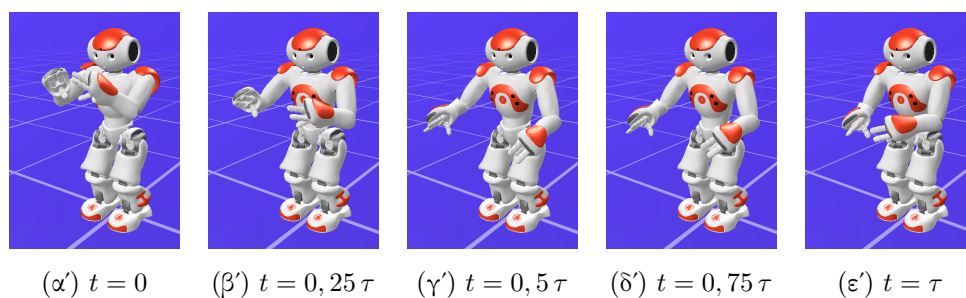 (α′) t = 0 (β′) t = 0, 25 τ (γ′) t = 0, 5 τ (δ′) t = 0, 75 τ (ε′) t = τ